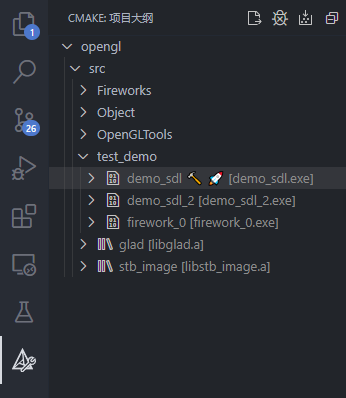 CMAKE: 项目大纲
opengl
src
Fireworks
Object
OpenGLTools
test_demo
demo_sdl 🔨 🚀 [demo_sdl.exe]
demo_sdl_2 [demo_sdl_2.exe]
firework_0 [firework_0.exe]
glad [libglad.a]
stb_image [libstb_image.a]
1
26